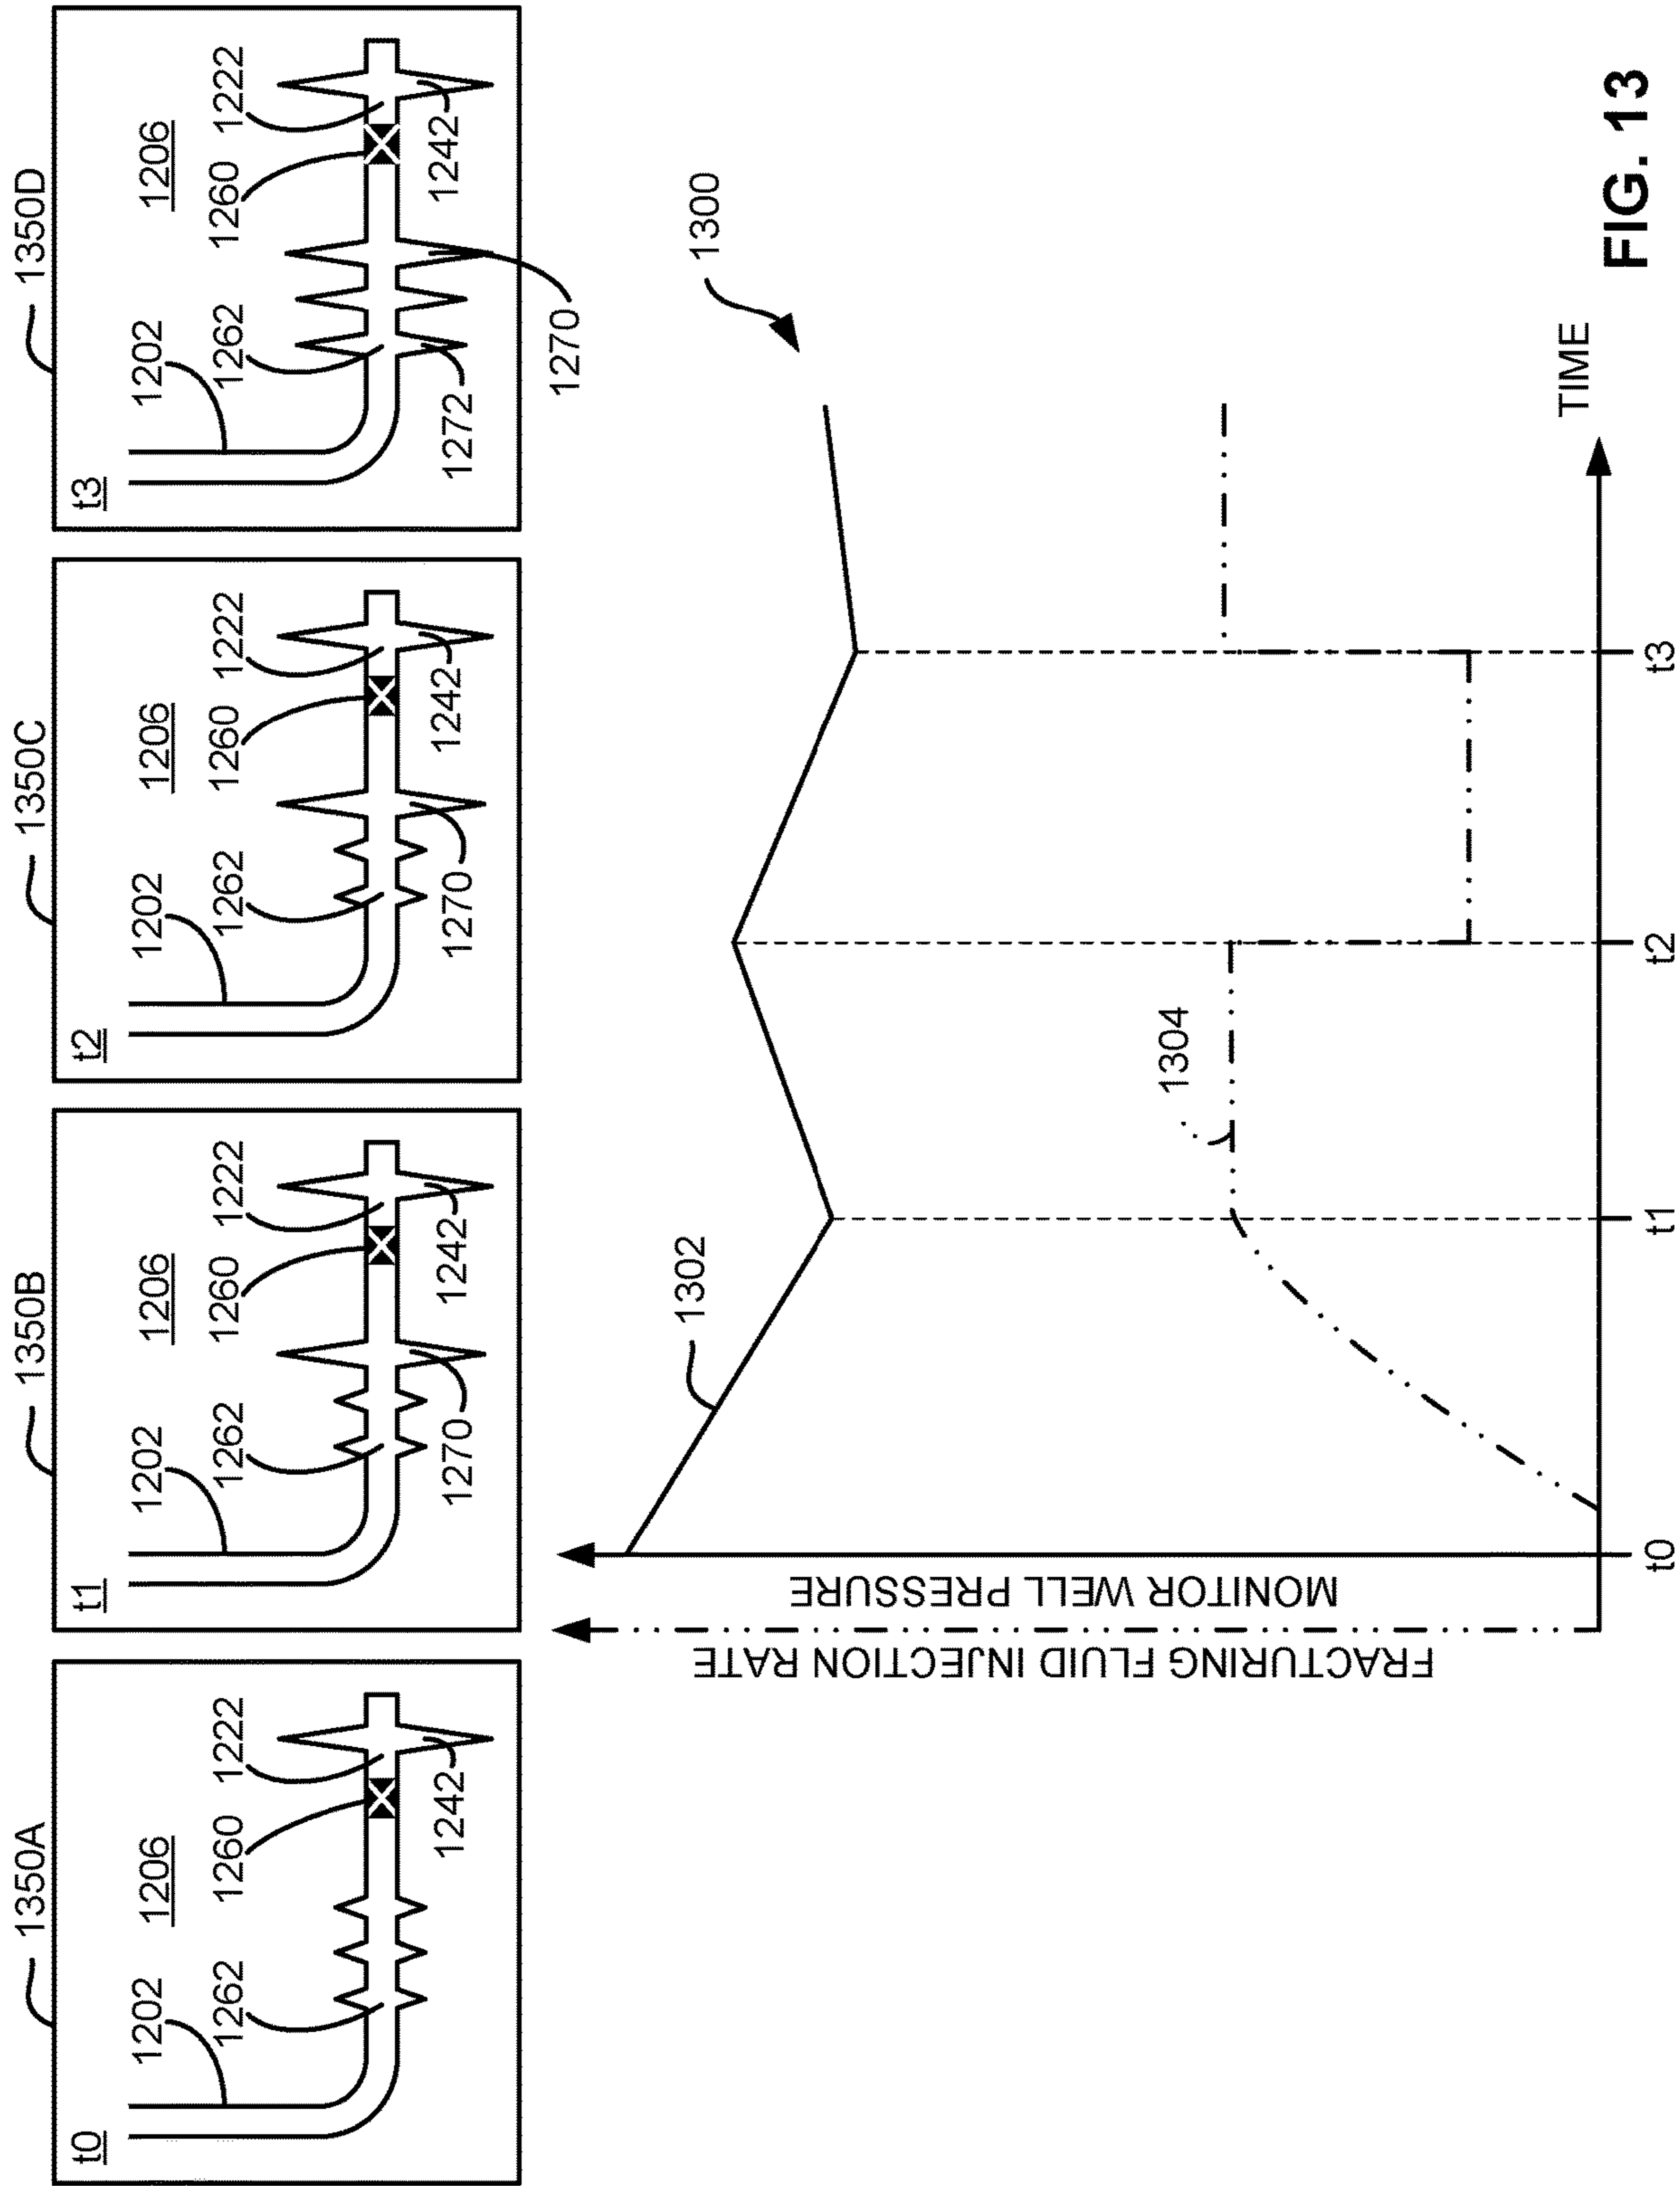 1350A
1350B
1350C
1350D
t0
1202
1206
1262
1260
1222
1242
t1
1202
1206
1262
1260
1222
1270
1242
t2
1202
1206
1262
1260
1222
1270
1242
t3
1202
1206
1262
1260
1222
1272
1242
1270
1300
1302
1304
FRACTURING FLUID INJECTION RATE
MONITOR WELL PRESSURE
TIME
t0
t1
t2
t3
FIG. 13